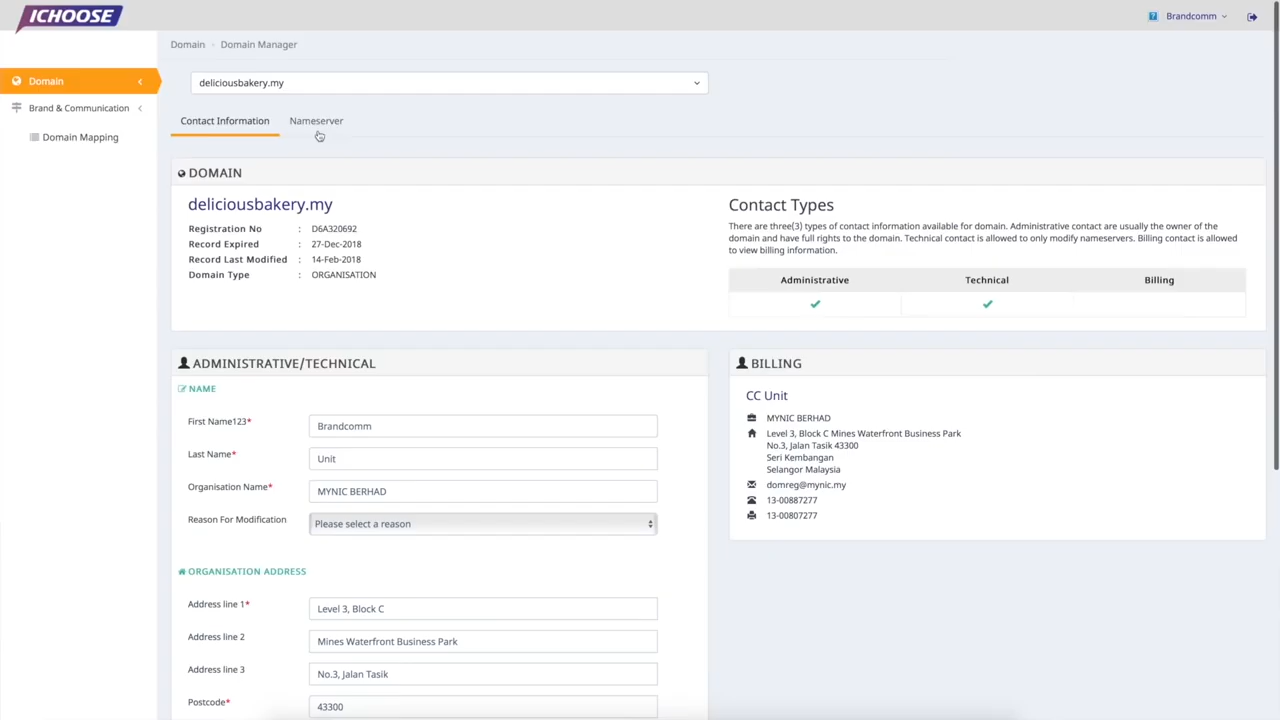 ICHOOSE
? Brandcomm
Domain
Brand & Communication
Domain Mapping
Domain › Domain Manager
deliciousbakery.my
Contact Information Nameserver
DOMAIN
deliciousbakery.my
Registration No : D6A320692
Record Expired : 27-Dec-2018
Record Last Modified : 14-Feb-2018
Domain Type : ORGANISATION
Contact Types
There are three(3) types of contact information available for domain. Administrative contact are usually the owner of the
domain and have full rights to the domain. Technical contact is allowed to only modify nameservers. Billing contact is allowed
to view billing information.
Administrative Technical Billing
ADMINISTRATIVE/TECHNICAL
NAME
First Name123* Brandcomm
Last Name* Unit
Organisation Name* MYNIC BERHAD
Reason For Modification Please select a reason
ORGANISATION ADDRESS
Address line 1* Level 3, Block C
Address line 2 Mines Waterfront Business Park
Address line 3 No.3, Jalan Tasik
Postcode* 43300
BILLING
CC Unit
MYNIC BERHAD
Level 3, Block C Mines Waterfront Business Park
No.3, Jalan Tasik 43300
Seri Kembangan
Selangor Malaysia
domreg@mynic.my
13-00887277
13-00807277